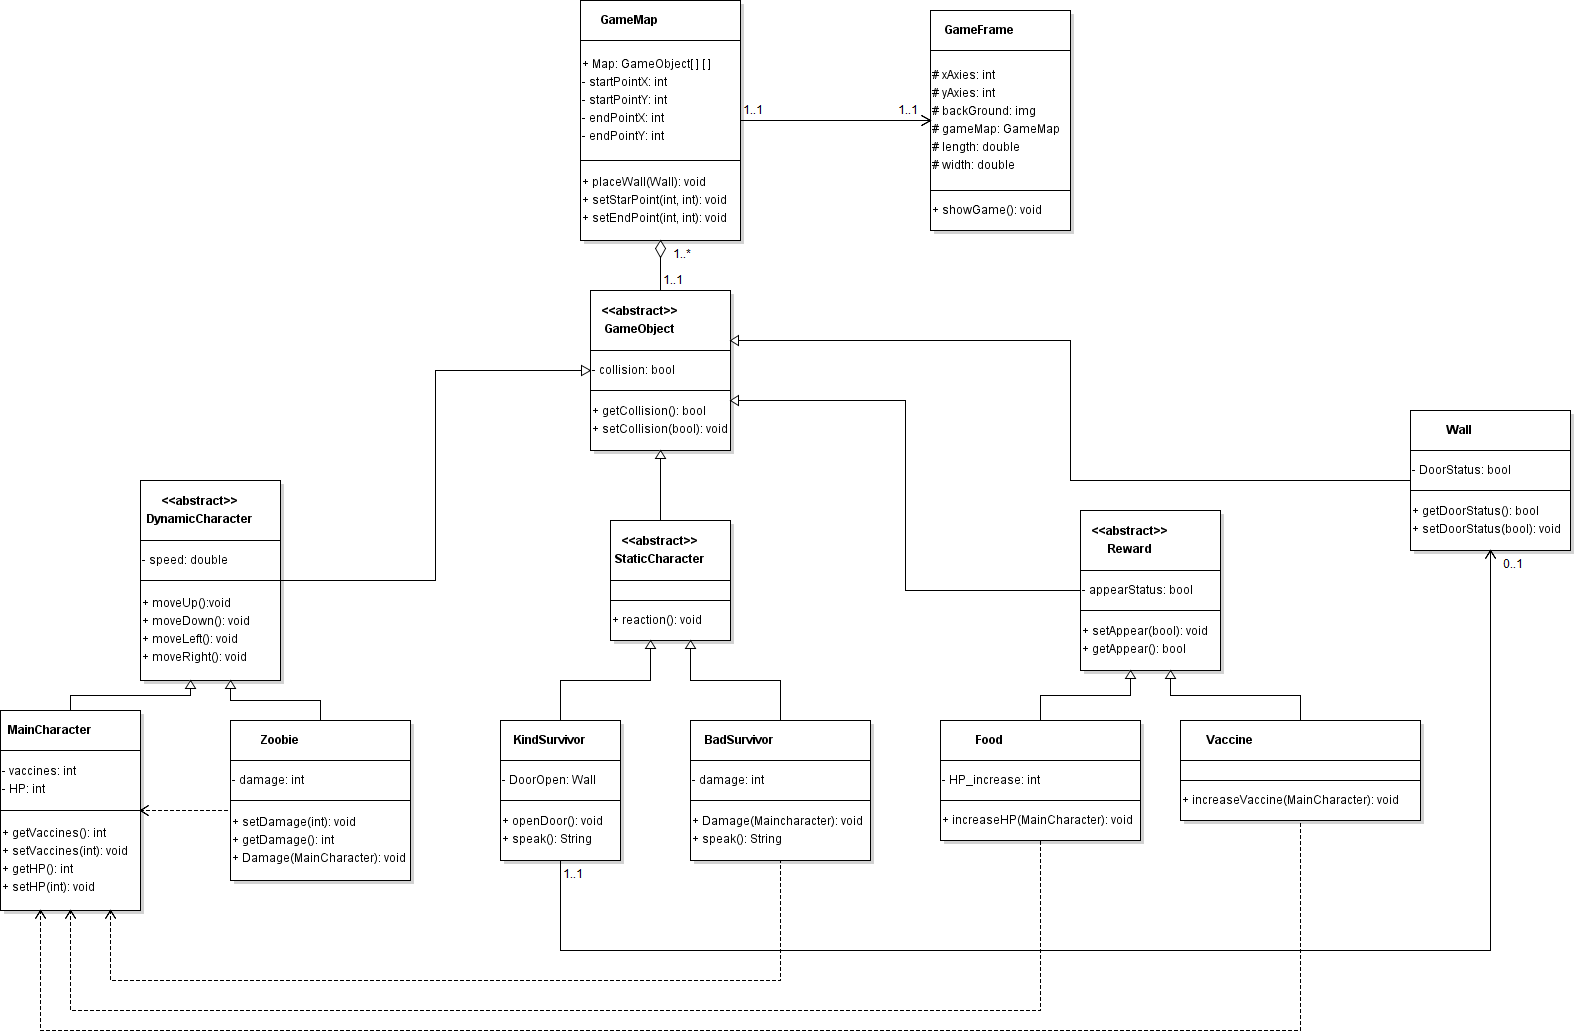 GameMap
+ Map: GameObject[ ] [ ]
- startPointX: int
- startPointY: int
- endPointX: int
- endPointY: int
+ placeWall(Wall): void
+ setStarPoint(int, int): void
+ setEndPoint(int, int): void
GameFrame
# xAxies: int
# yAxies: int
# backGround: img
# gameMap: GameMap
# length: double
# width: double
+ showGame(): void
1..1
1..1
1..*
1..1
<<abstract>>
GameObject
- collision: bool
+ getCollision(): bool
+ setCollision(bool): void
Wall
- DoorStatus: bool
+ getDoorStatus(): bool
+ setDoorStatus(bool): void
0..1
<<abstract>>
DynamicCharacter
- speed: double
+ moveUp():void
+ moveDown(): void
+ moveLeft(): void
+ moveRight(): void
<<abstract>>
StaticCharacter
+ reaction(): void
<<abstract>>
Reward
- appearStatus: bool
+ setAppear(bool): void
+ getAppear(): bool
MainCharacter
- vaccines: int
- HP: int
+ getVaccines(): int
+ setVaccines(int): void
+ getHP(): int
+ setHP(int): void
Zoobie
- damage: int
+ setDamage(int): void
+ getDamage(): int
+ Damage(MainCharacter): void
KindSurvivor
- DoorOpen: Wall
+ openDoor(): void
+ speak(): String
1..1
BadSurvivor
- damage: int
+ Damage(Maincharacter): void
+ speak(): String
Food
- HP_increase: int
+ increaseHP(MainCharacter): void
Vaccine
+ increaseVaccine(MainCharacter): void